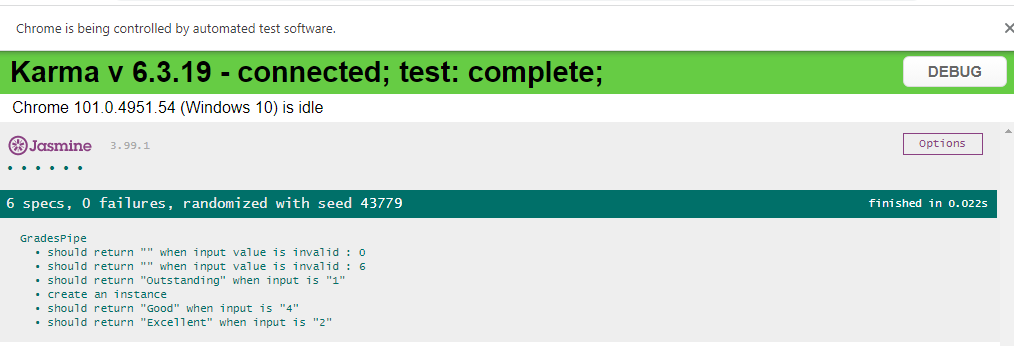 Chrome is being controlled by automated test software.
Karma v 6.3.19 - connected; test: complete;
DEBUG
Chrome 101.0.4951.54 (Windows 10) is idle
Jasmine 3.99.1
Options
6 specs, 0 failures, randomized with seed 43779
finished in 0.022s
GradesPipe
• should return "" when input value is invalid : 0
• should return "" when input value is invalid : 6
• should return "Outstanding" when input is "1"
• create an instance
• should return "Good" when input is "4"
• should return "Excellent" when input is "2"